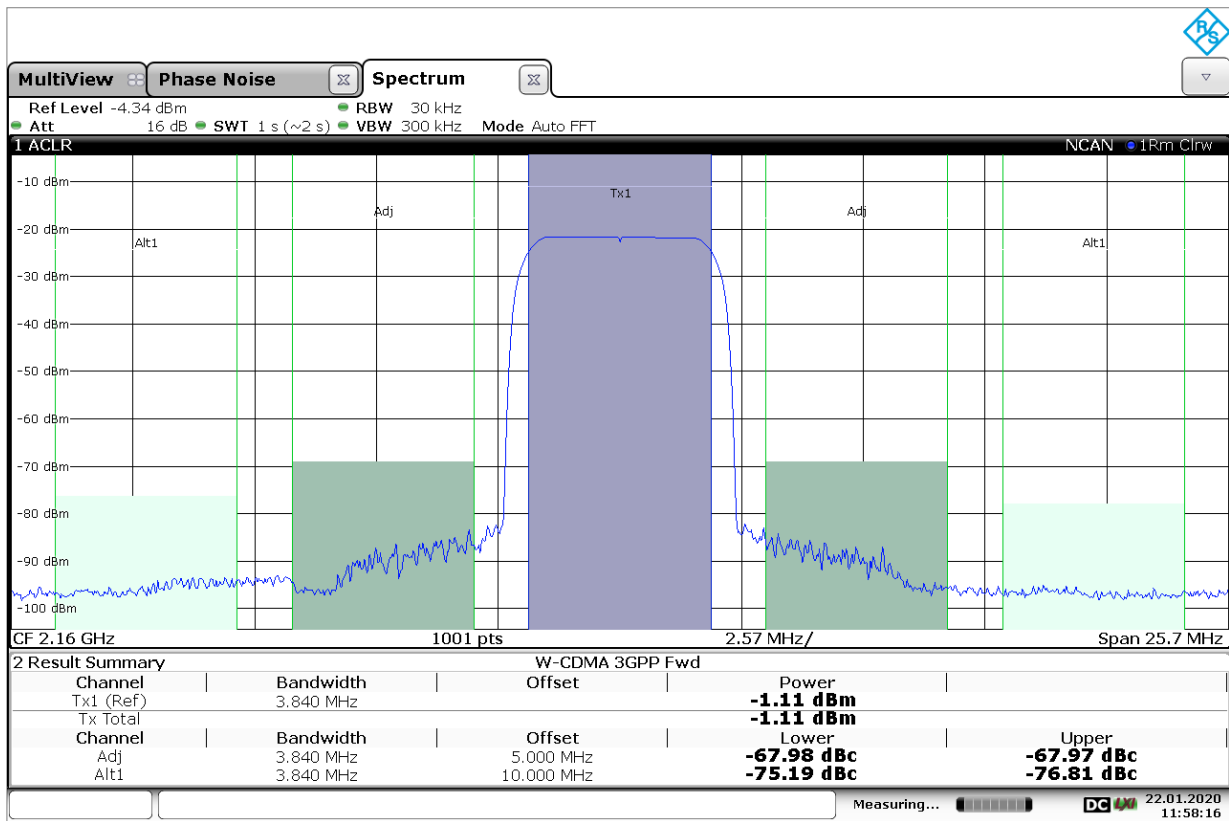 R/S
MultiView Phase Noise Spectrum
Ref Level -4.34 dBm RBW 30 kHz
Att 16 dB SWT 1 s (~2 s) VBW 300 kHz Mode Auto FFT
1 ACLR NCAN 1Rm Clrw
-10 dBm
Tx1
Adj Adj
-20 dBm
Alt1 Alt1
-30 dBm
-40 dBm
-50 dBm
-60 dBm
-70 dBm
-80 dBm
-90 dBm
-100 dBm
CF 2.16 GHz 1001 pts 2.57 MHz/ Span 25.7 MHz
2 Result Summary W-CDMA 3GPP Fwd
Channel Bandwidth Offset Power
Tx1 (Ref) 3.840 MHz -1.11 dBm
Tx Total -1.11 dBm
Channel Bandwidth Offset Lower Upper
Adj 3.840 MHz 5.000 MHz -67.98 dBc -67.97 dBc
Alt1 3.840 MHz 10.000 MHz -75.19 dBc -76.81 dBc
Measuring... DC LXI 22.01.2020
11:58:16